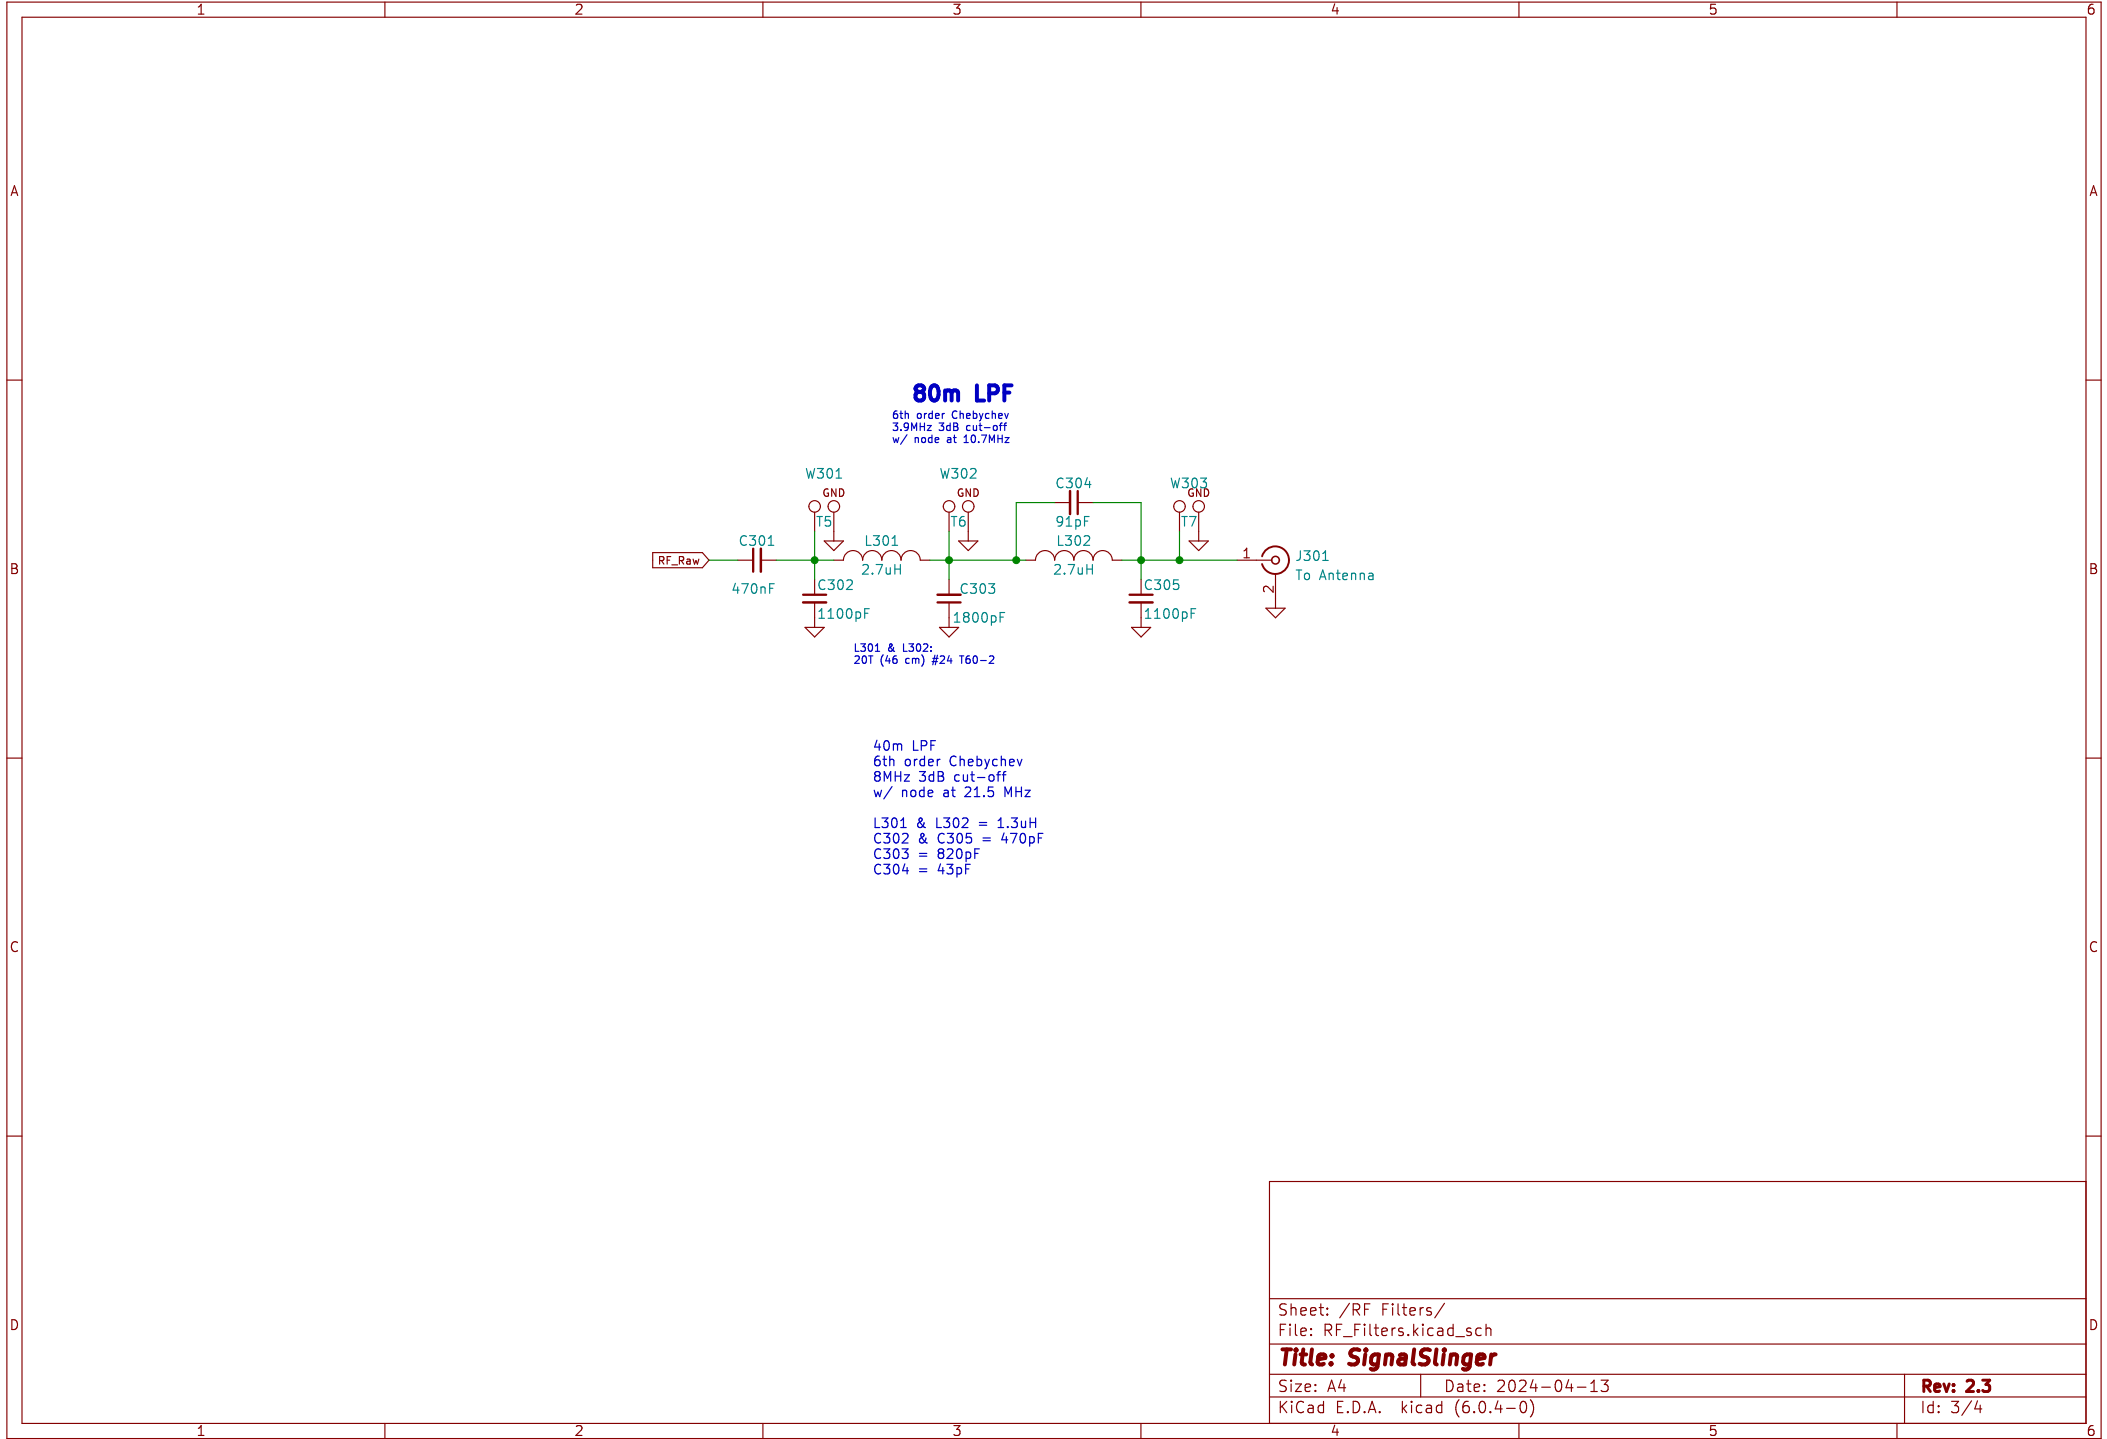 1 2 3 4 5 6
A A
80m LPF
6th order Chebychev
3.9MHz 3dB cut-off
w/ node at 10.7MHz
W301
GND
T5
W302
GND
T6
C304
91pF
W303
GND
T7
RF_Raw
C301
470nF
L301
2.7uH
L302
2.7uH
1
2
J301
To Antenna
B B
C302
1100pF
C303
1800pF
C305
1100pF
L301 & L302:
20T (46 cm) #24 T60-2
40m LPF
6th order Chebychev
8MHz 3dB cut-off
w/ node at 21.5 MHz
L301 & L302 = 1.3uH
C302 & C305 = 470pF
C303 = 820pF
C304 = 43pF
C C
D D
Sheet: /RF Filters/
File: RF_Filters.kicad_sch
Title: SignalSlinger
Size: A4 Date: 2024-04-13 Rev: 2.3
KiCad E.D.A. kicad (6.0.4-0) Id: 3/4
1 2 3 4 5 6